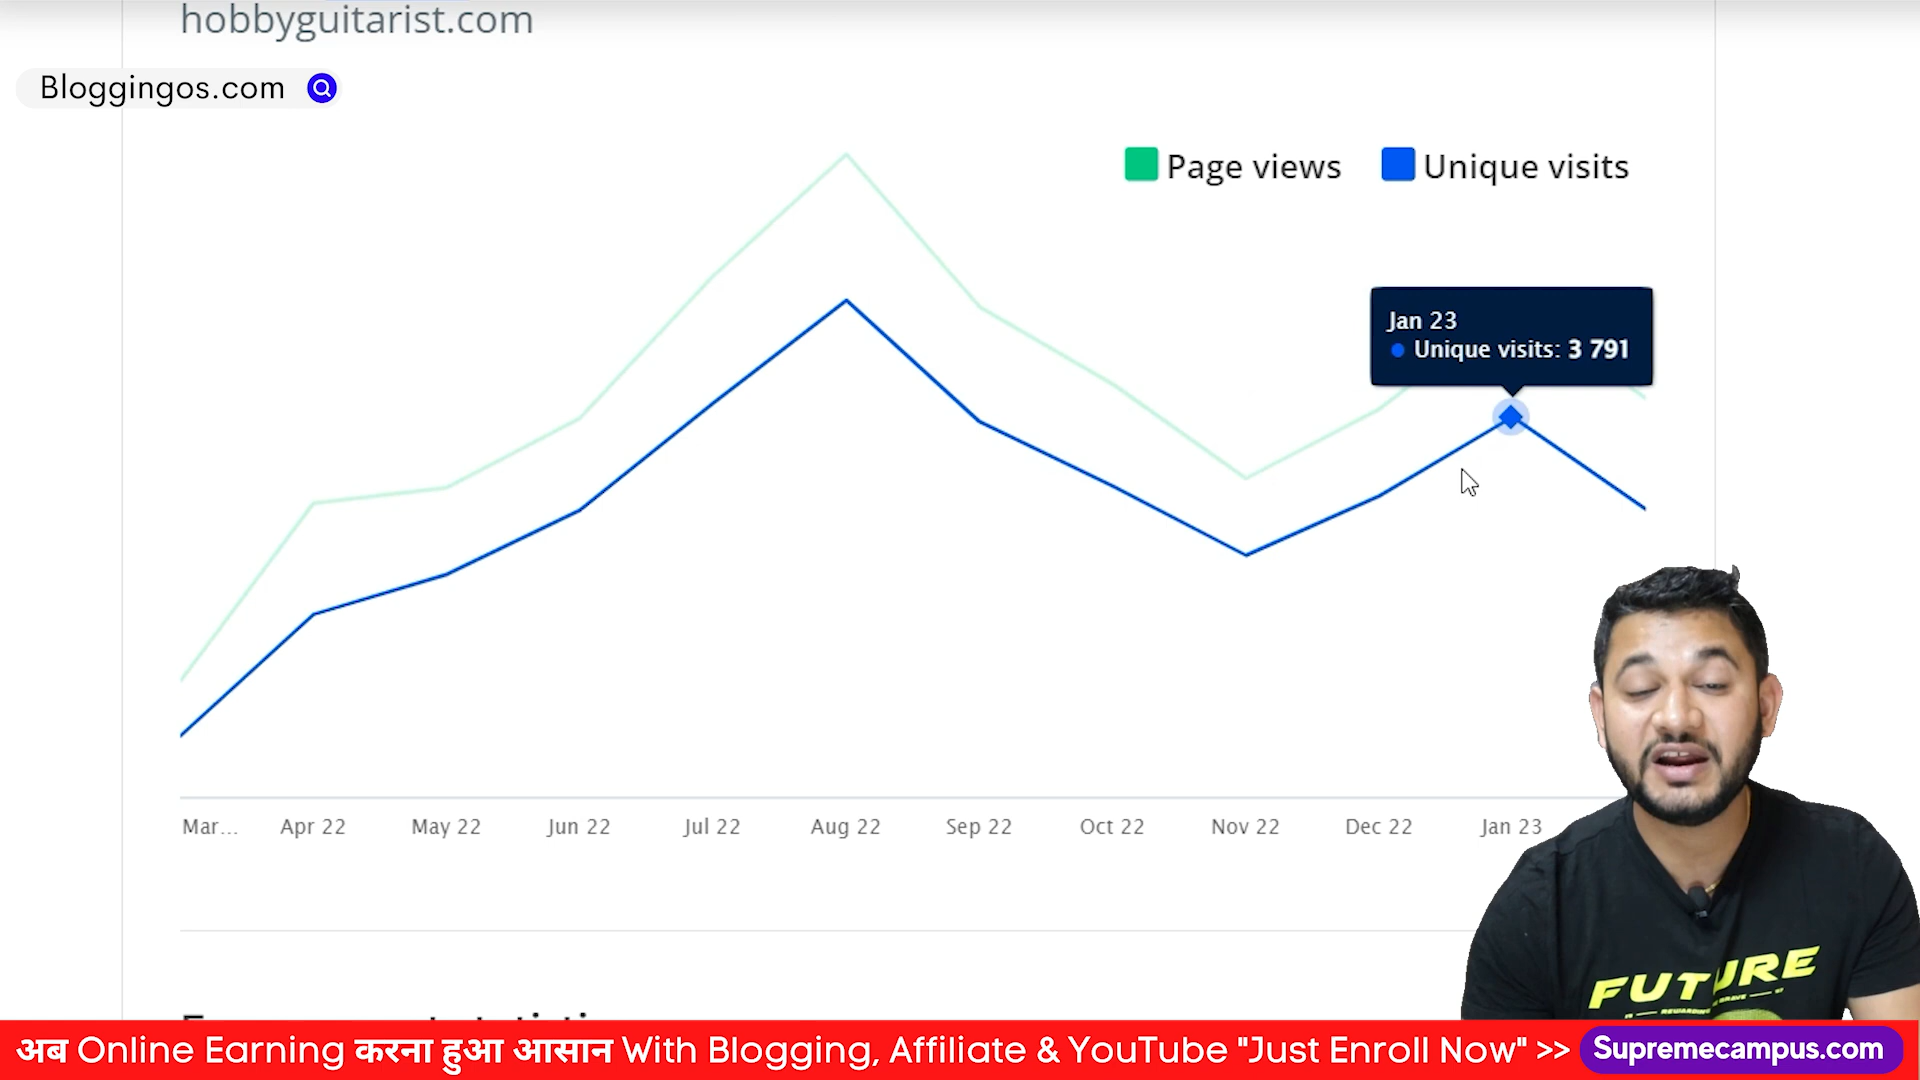 hobbyguitarist.com
Bloggingos.com
Page views
Unique visits
Jan 23
Unique visits: 3 791
Mar... Apr 22 May 22 Jun 22 Jul 22 Aug 22 Sep 22 Oct 22 Nov 22 Dec 22 Jan 23
FUTURE
अब Online Earning करना हुआ आसान With Blogging, Affiliate & YouTube "Just Enroll Now" >> Supremecampus.com